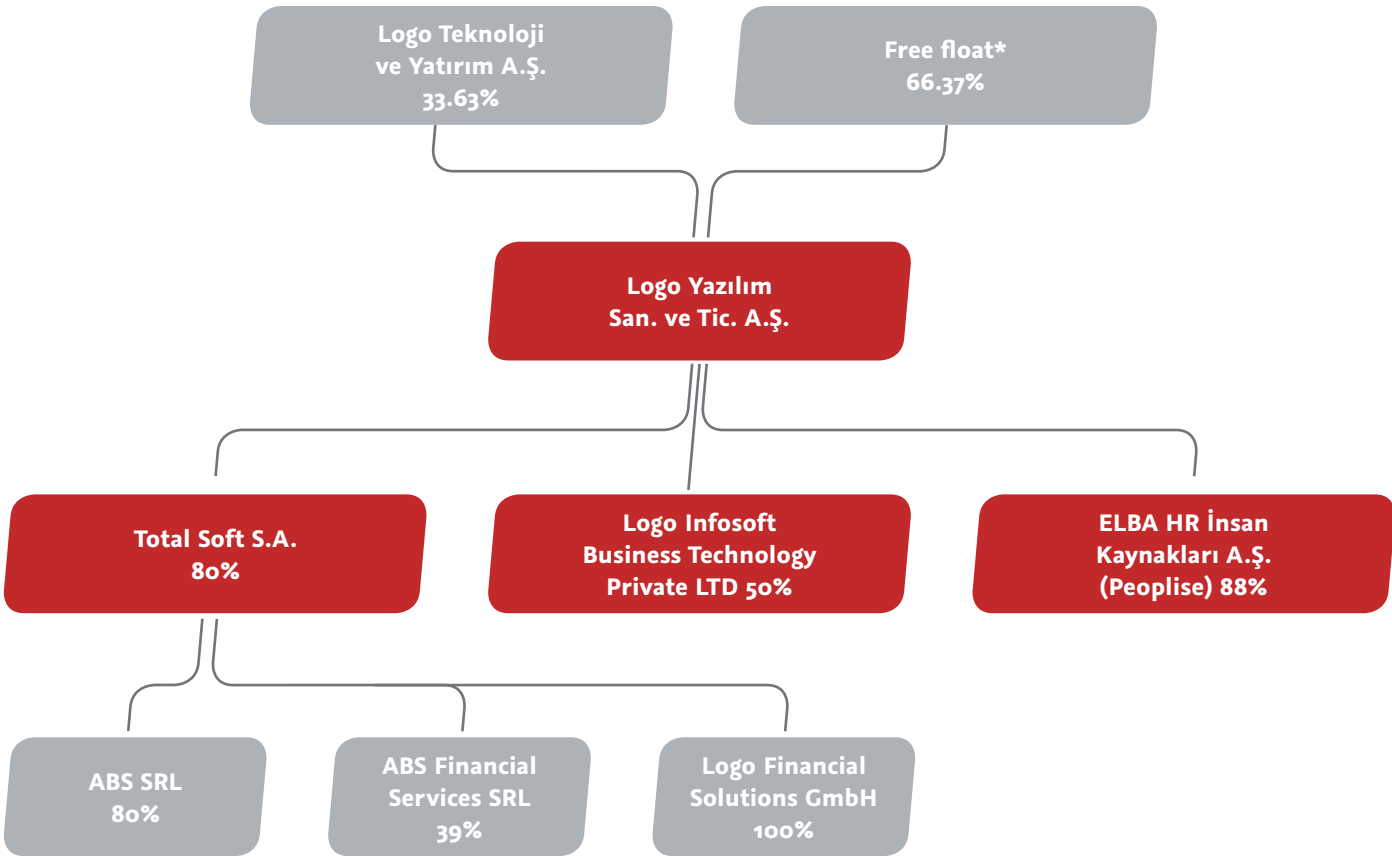 Logo Teknoloji
ve Yatırım A.Ş.
33.63%
Free float*
66.37%
Logo Yazılım
San. ve Tic. A.Ş.
Total Soft S.A.
80%
Logo Infosoft
Business Technology
Private LTD 50%
ELBA HR İnsan
Kaynakları A.Ş.
(Peoplise) 88%
ABS SRL
80%
ABS Financial
Services SRL
39%
Logo Financial
Solutions GmbH
100%